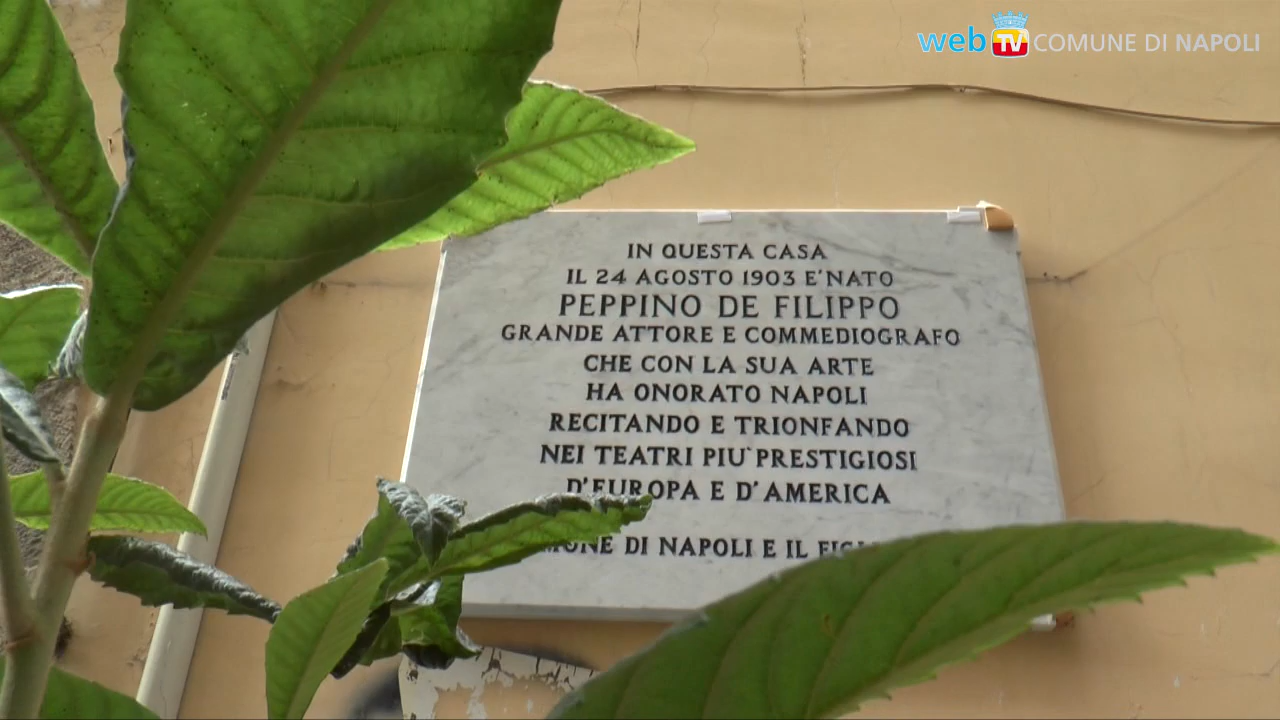 web TV COMUNE DI NAPOLI
IN QUESTA CASA
IL 24 AGOSTO 1903 E' NATO
PEPPINO DE FILIPPO
GRANDE ATTORE E COMMEDIOGRAFO
CHE CON LA SUA ARTE
HA ONORATO NAPOLI
RECITANDO E TRIONFANDO
NEI TEATRI PIU' PRESTIGIOSI
D'EUROPA E D'AMERICA
DI NAPOLI E IL